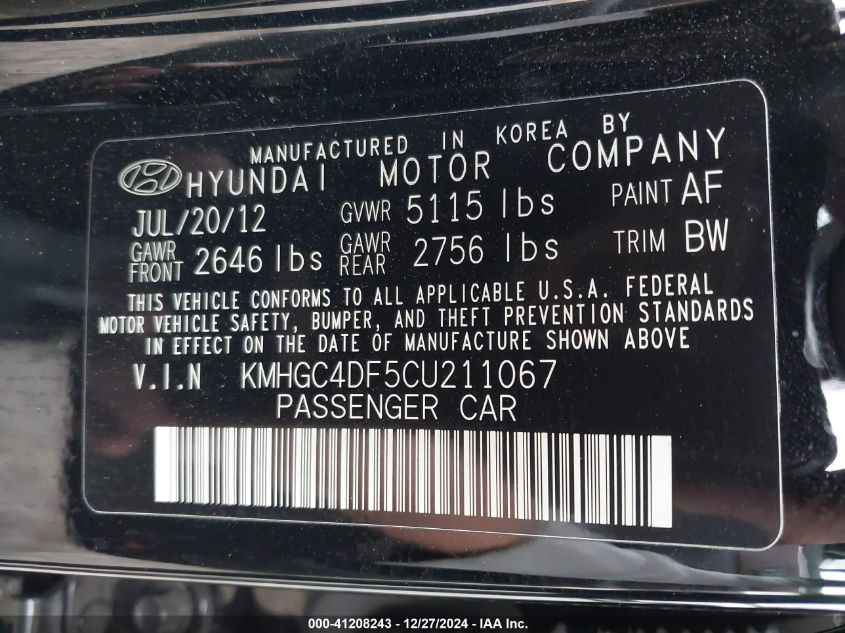 MANUFACTURED IN KOREA BY
HYUNDAI MOTOR COMPANY
JUL/20/12 GVWR 5115 lbs PAINT AF
GAWR FRONT 2646 lbs GAWR REAR 2756 lbs TRIM BW
THIS VEHICLE CONFORMS TO ALL APPLICABLE U.S.A. FEDERAL
MOTOR VEHICLE SAFETY, BUMPER, AND THEFT PREVENTION STANDARDS
IN EFFECT ON THE DATE OF MANUFACTURE SHOWN ABOVE
V.I.N KMHGC4DF5CU211067
PASSENGER CAR
000-41208243 - 12/27/2024 - IAA Inc.